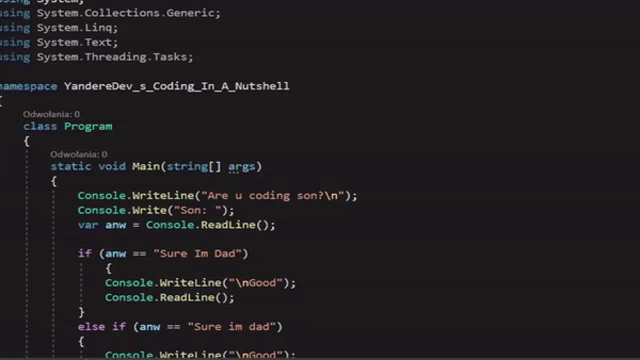 using System;
using System.Collections.Generic;
using System.Linq;
using System.Text;
using System.Threading.Tasks;
namespace YandereDev_s_Coding_In_A_Nutshell
{
Odwołania: 0
class Program
{
Odwołania: 0
static void Main(string[] args)
{
Console.WriteLine("Are u coding son?\n");
Console.Write("Son: ");
var anw = Console.ReadLine();
if (anw == "Sure Im Dad")
{
Console.WriteLine("\nGood");
Console.ReadLine();
}
else if (anw == "Sure im dad")
{
Console.WriteLine("\nGood");